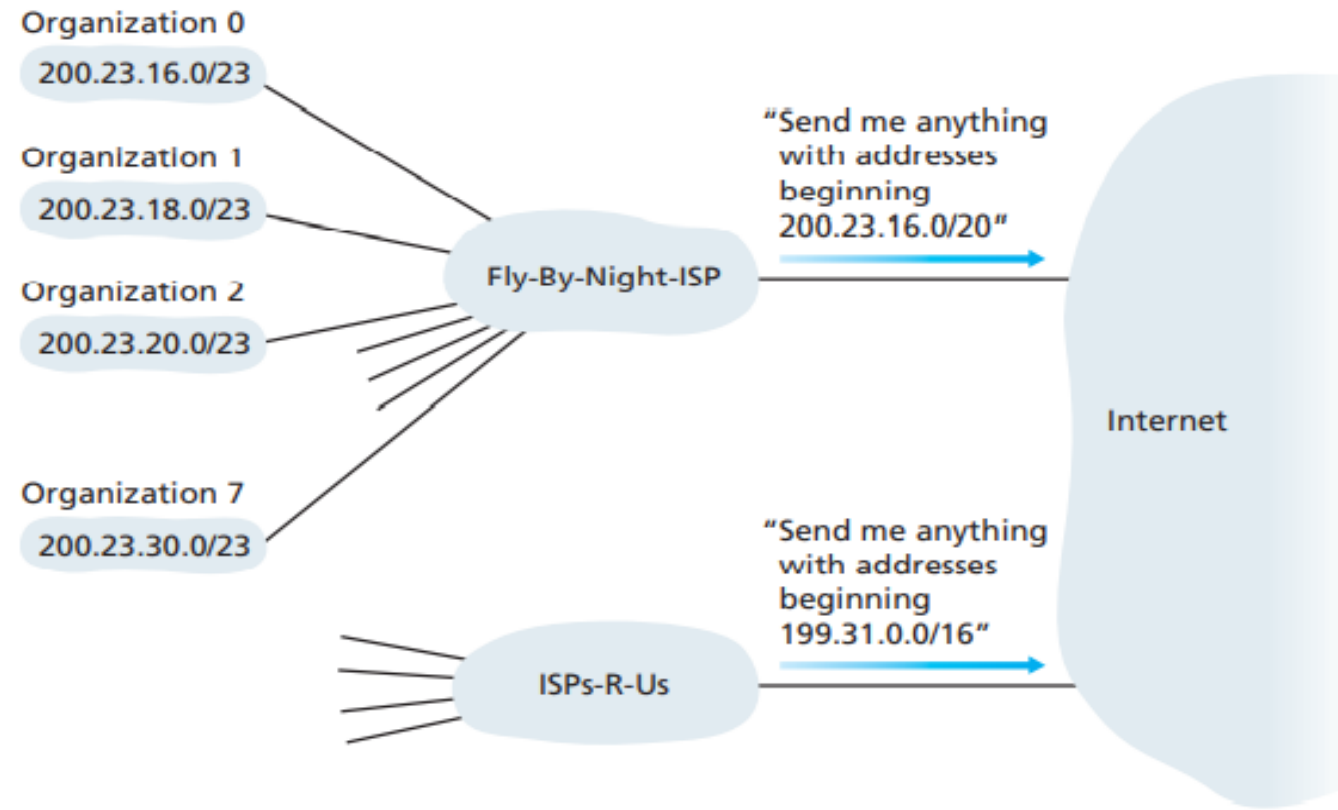 Organization 0
200.23.16.0/23
Organization 1
200.23.18.0/23
Organization 2
200.23.20.0/23
Organization 7
200.23.30.0/23
Fly-By-Night-ISP
“Send me anything
with addresses
beginning
200.23.16.0/20”
Internet
“Send me anything
with addresses
beginning
199.31.0.0/16”
ISPs-R-Us